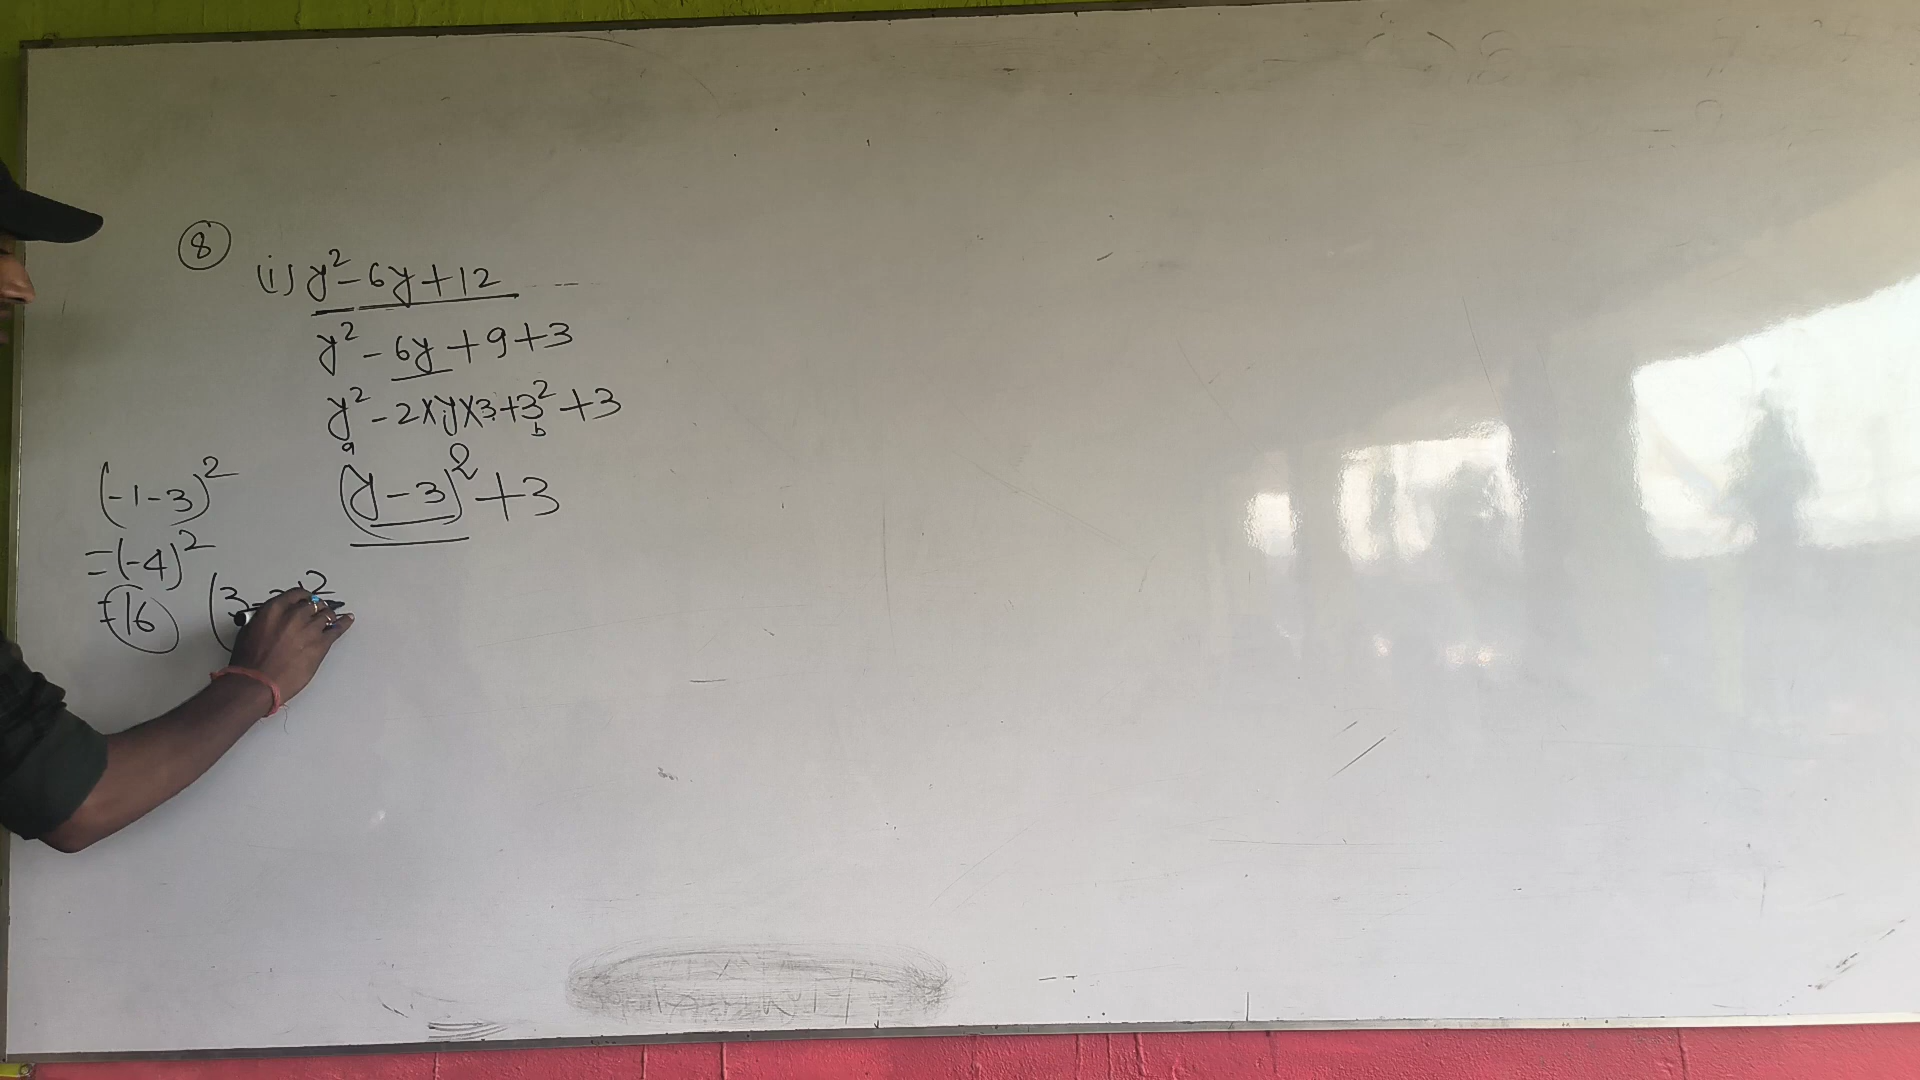 8
(i) y² - 6y + 12
y² - 6y + 9 + 3
y² - 2×y×3 + 3² + 3
a b
(y - 3)² + 3
(-1-3)²
= (-4)²
= 16
(3